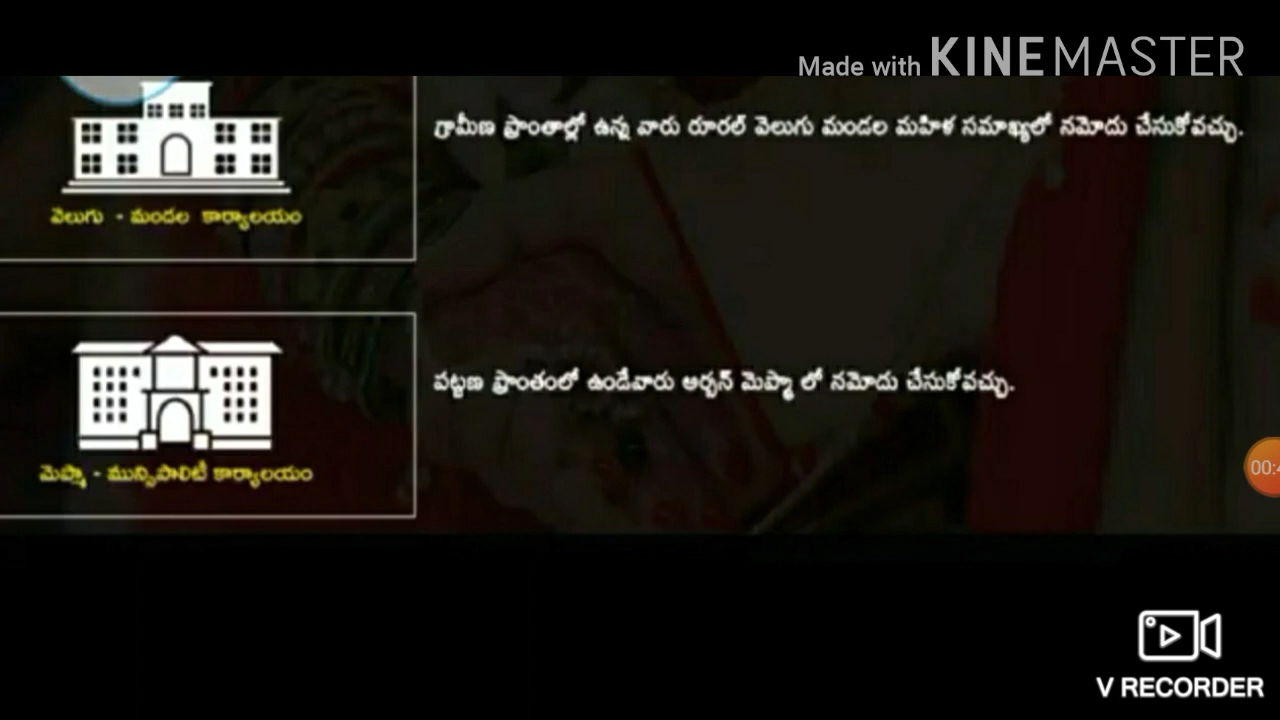 Made with KINEMASTER
గ్రామీణ ప్రాంతాల్లో ఉన్న వారు రూరల్ వెలుగు మండల మహిళ సమాఖ్యలో నమోదు చేసుకోవచ్చు.
వెలుగు - మండల కార్యాలయం
పట్టణ ప్రాంతంలో ఉండేవారు అర్బన్ మెప్మా లో నమోదు చేసుకోవచ్చు.
మెప్మా - మున్సిపాలిటీ కార్యాలయం
V RECORDER